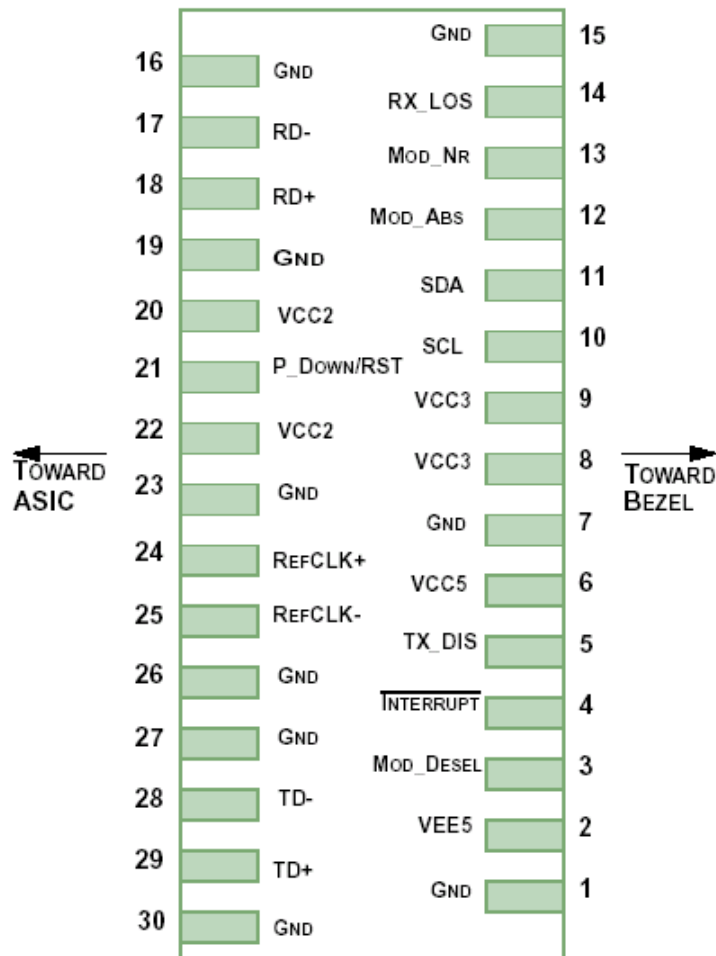 16 GND
17 RD-
18 RD+
19 GND
20 VCC2
21 P_DOWN/RST
22 VCC2
23 GND
24 REFCLK+
25 REFCLK-
26 GND
27 GND
28 TD-
29 TD+
30 GND
TOWARD
ASIC
GND 15
RX_LOS 14
MOD_NR 13
MOD_ABS 12
SDA 11
SCL 10
VCC3 9
VCC3 8
GND 7
VCC5 6
TX_DIS 5
INTERRUPT 4
MOD_DESEL 3
VEE5 2
GND 1
TOWARD
BEZEL